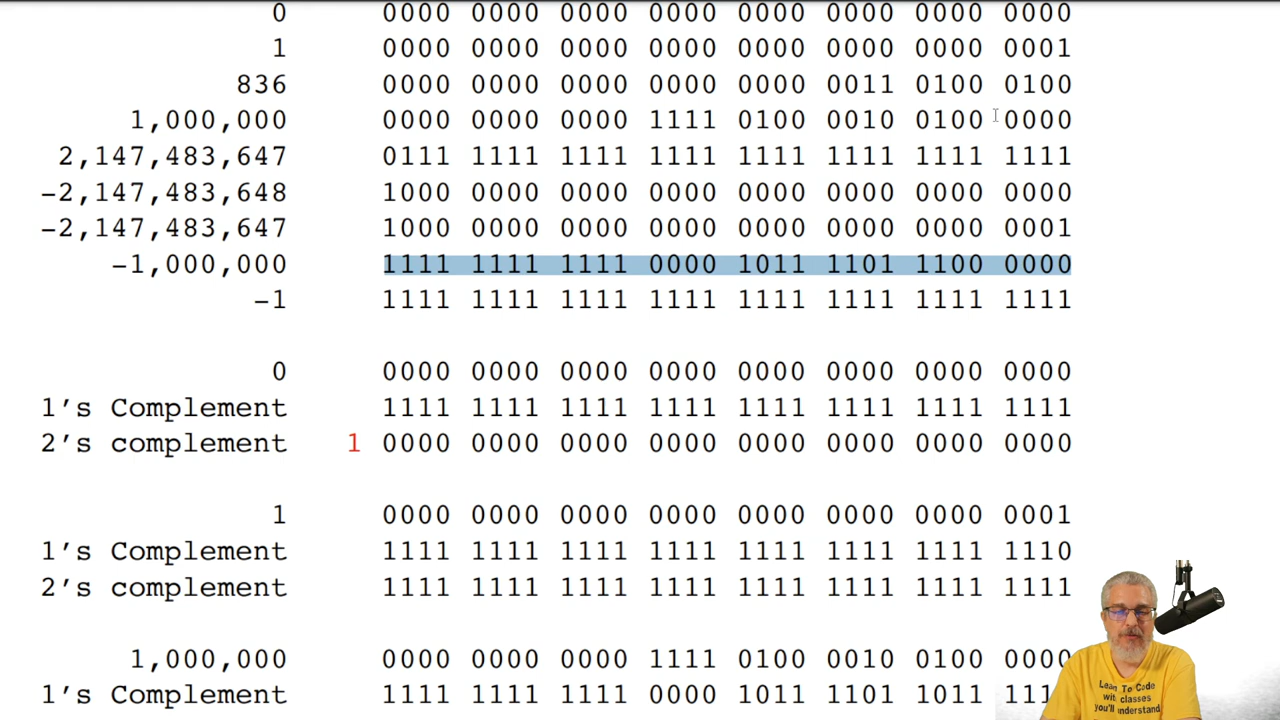 0 0000 0000 0000 0000 0000 0000 0000 0000
1 0000 0000 0000 0000 0000 0000 0000 0001
836 0000 0000 0000 0000 0000 0011 0100 0100
1,000,000 0000 0000 0000 1111 0100 0010 0100 0000
2,147,483,647 0111 1111 1111 1111 1111 1111 1111 1111
-2,147,483,648 1000 0000 0000 0000 0000 0000 0000 0000
-2,147,483,647 1000 0000 0000 0000 0000 0000 0000 0001
-1,000,000 1111 1111 1111 0000 1011 1101 1100 0000
-1 1111 1111 1111 1111 1111 1111 1111 1111
0 0000 0000 0000 0000 0000 0000 0000 0000
1's Complement 1111 1111 1111 1111 1111 1111 1111 1111
2's complement 1 0000 0000 0000 0000 0000 0000 0000 0000
1 0000 0000 0000 0000 0000 0000 0000 0001
1's Complement 1111 1111 1111 1111 1111 1111 1111 1110
2's complement 1111 1111 1111 1111 1111 1111 1111 1111
1,000,000 0000 0000 0000 1111 0100 0010 0100 0000
1's Complement 1111 1111 1111 0000 1011 1101 1011
Learn To Code
with classes
you'll understand